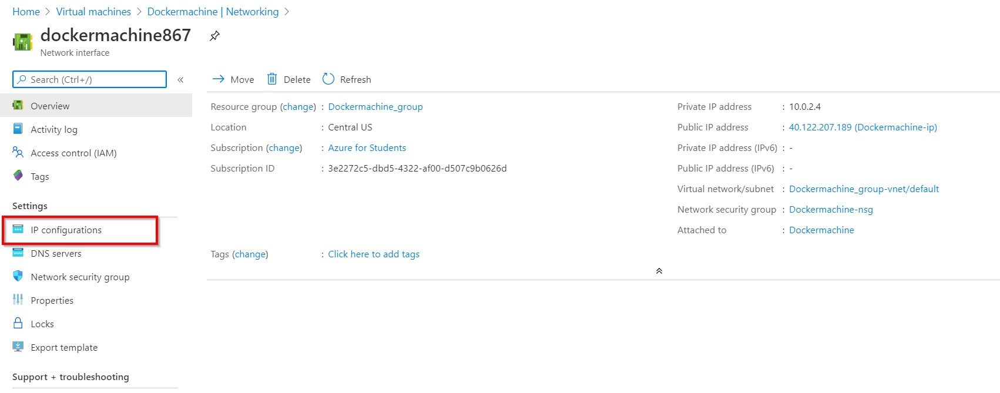 Home > Virtual machines > Dockermachine | Networking >
dockermachine867
Network interface
Search (Ctrl+/)
«
Move
Delete
Refresh
Overview
Activity log
Access control (IAM)
Tags
Settings
IP configurations
DNS servers
Network security group
Properties
Locks
Export template
Support + troubleshooting
Resource group (change) : Dockermachine_group
Location : Central US
Subscription (change) : Azure for Students
Subscription ID : 3e2272c5-dbd5-4322-af00-d507c9b0626d
Tags (change) : Click here to add tags
Private IP address : 10.0.2.4
Public IP address : 40.122.207.189 (Dockermachine-ip)
Private IP address (IPv6) : -
Public IP address (IPv6) : -
Virtual network/subnet : Dockermachine_group-vnet/default
Network security group : Dockermachine-nsg
Attached to : Dockermachine